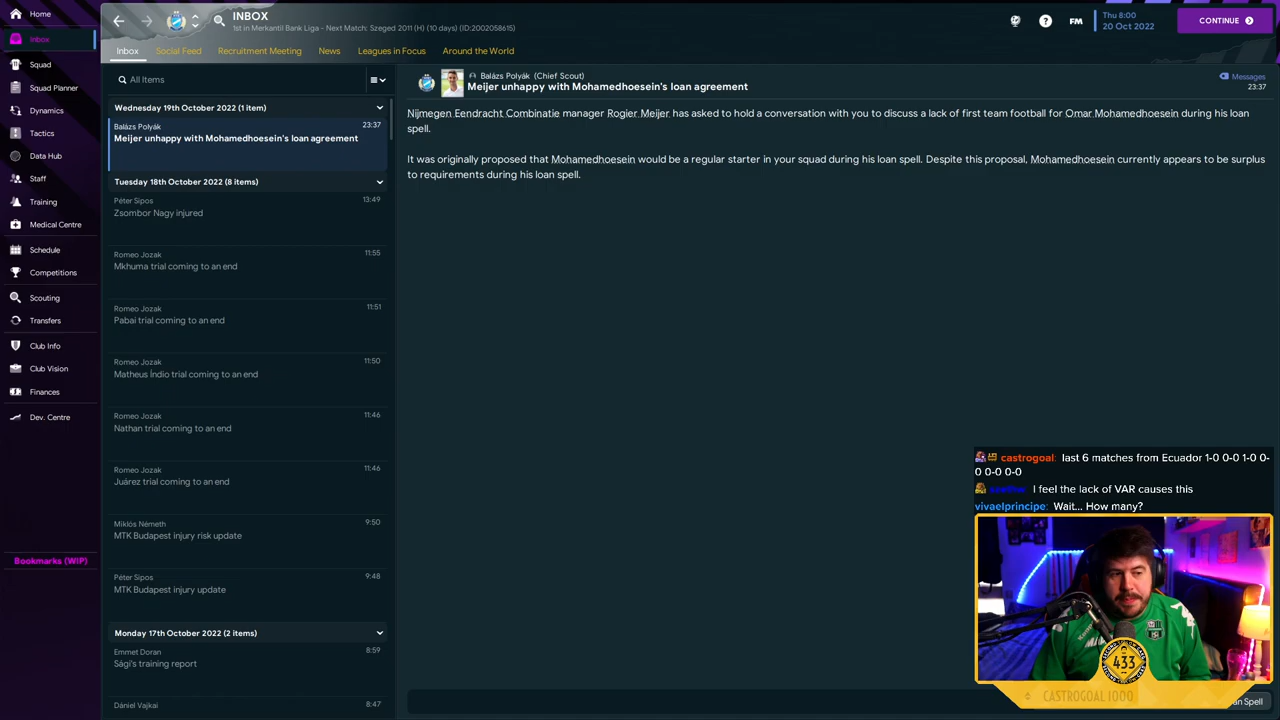 Home
Inbox
Squad
Squad Planner
Dynamics
Tactics
Data Hub
Staff
Training
Medical Centre
Schedule
Competitions
Scouting
Transfers
Club Info
Club Vision
Finances
Dev. Centre
Bookmarks (WIP)
INBOX
1st in Merkantil Bank Liga - Next Match: Szeged 2011 (H) (10 days) (ID:2002058615)
FM
Thu 8:00
20 Oct 2022
CONTINUE
Inbox
Social Feed
Recruitment Meeting
News
Leagues in Focus
Around the World
All Items
Wednesday 19th October 2022 (1 item)
Balázs Polyák
23:37
Meijer unhappy with Mohamedhoesein's loan agreement
Tuesday 18th October 2022 (8 items)
Péter Sipos
13:49
Zsombor Nagy injured
Romeo Jozak
11:55
Mkhuma trial coming to an end
Romeo Jozak
11:51
Pabai trial coming to an end
Romeo Jozak
11:50
Matheus Índio trial coming to an end
Romeo Jozak
11:46
Nathan trial coming to an end
Romeo Jozak
11:46
Juárez trial coming to an end
Miklós Németh
9:50
MTK Budapest injury risk update
Péter Sipos
9:48
MTK Budapest injury update
Monday 17th October 2022 (2 items)
Emmet Doran
8:59
Sági's training report
Dániel Vajkai
8:47
Balázs Polyák (Chief Scout)
Meijer unhappy with Mohamedhoesein's loan agreement
Messages
23:37
Nijmegen Eendracht Combinatie manager Rogier Meijer has asked to hold a conversation with you to discuss a lack of first team football for Omar Mohamedhoesein during his loan
spell.
It was originally proposed that Mohamedhoesein would be a regular starter in your squad during his loan spell. Despite this proposal, Mohamedhoesein currently appears to be surplus
to requirements during his loan spell.
castrogoal: last 6 matches from Ecuador 1-0 0-0 1-0 0-
0 0-0 0-0
I feel the lack of VAR causes this
vivaelprincipe: Wait... How many?
433
CASTROGOAL 1000
Spell